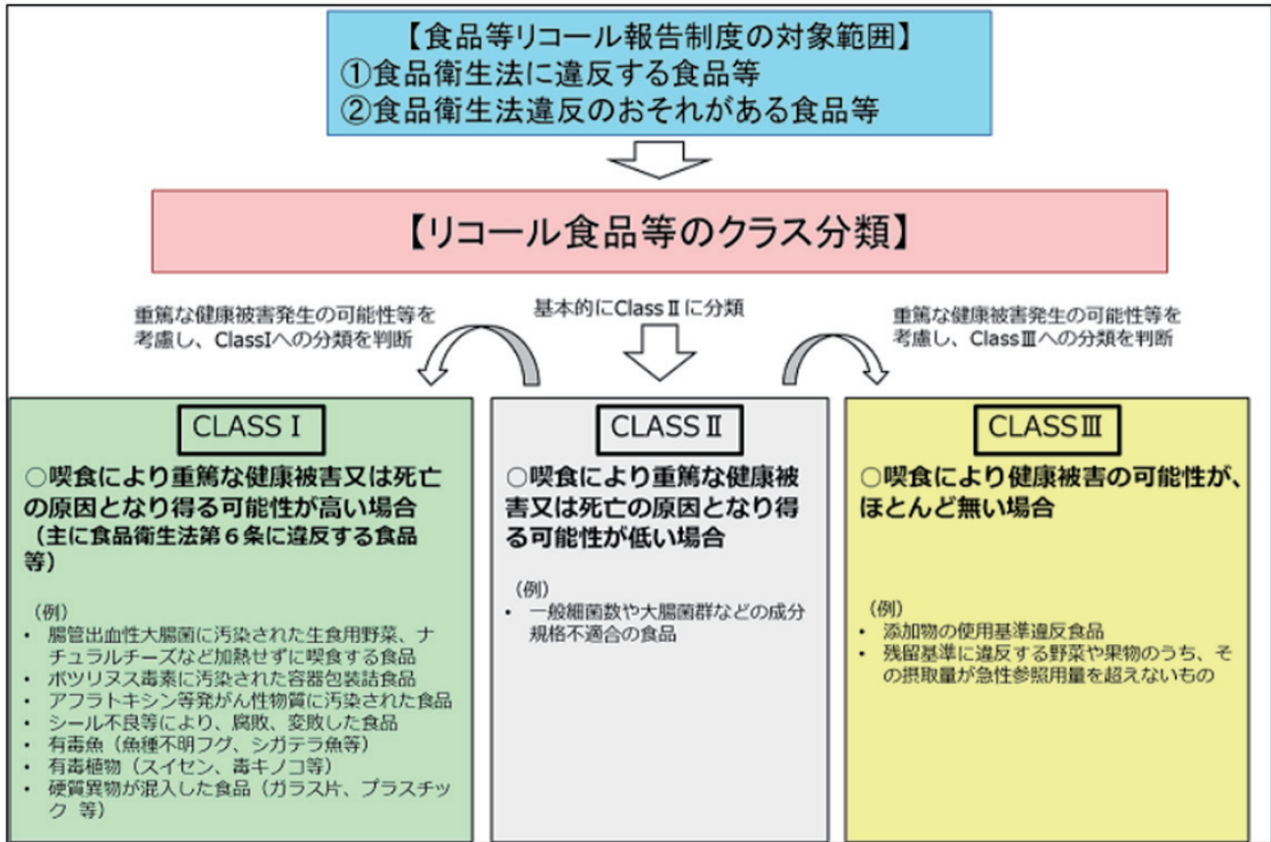 【食品等リコール報告制度の対象範囲】
①食品衛生法に違反する食品等
②食品衛生法違反のおそれがある食品等
【リコール食品等のクラス分類】
重篤な健康被害発生の可能性等を
考慮し、ClassⅠへの分類を判断
基本的にClassⅡに分類
重篤な健康被害発生の可能性等を
考慮し、ClassⅢへの分類を判断
CLASSⅠ
○喫食により重篤な健康被害又は死亡
の原因となり得る可能性が高い場合
（主に食品衛生法第６条に違反する食品
等）
（例）
• 腸管出血性大腸菌に汚染された生食用野菜、ナ
チュラルチーズなど加熱せずに喫食する食品
• ボツリヌス毒素に汚染された容器包装詰食品
• アフラトキシン等発がん性物質に汚染された食品
• シール不良等により、腐敗、変敗した食品
• 有毒魚（魚種不明フグ、シガテラ魚等）
• 有毒植物（スイセン、毒キノコ等）
• 硬質異物が混入した食品（ガラス片、プラスチッ
ク 等）
CLASSⅡ
○喫食により重篤な健康被
害又は死亡の原因となり得
る可能性が低い場合
（例）
• 一般細菌数や大腸菌群などの成分
規格不適合の食品
CLASSⅢ
○喫食により健康被害の可能性が、
ほとんど無い場合
（例）
• 添加物の使用基準違反食品
• 残留基準に違反する野菜や果物のうち、そ
の摂取量が急性参照用量を超えないもの